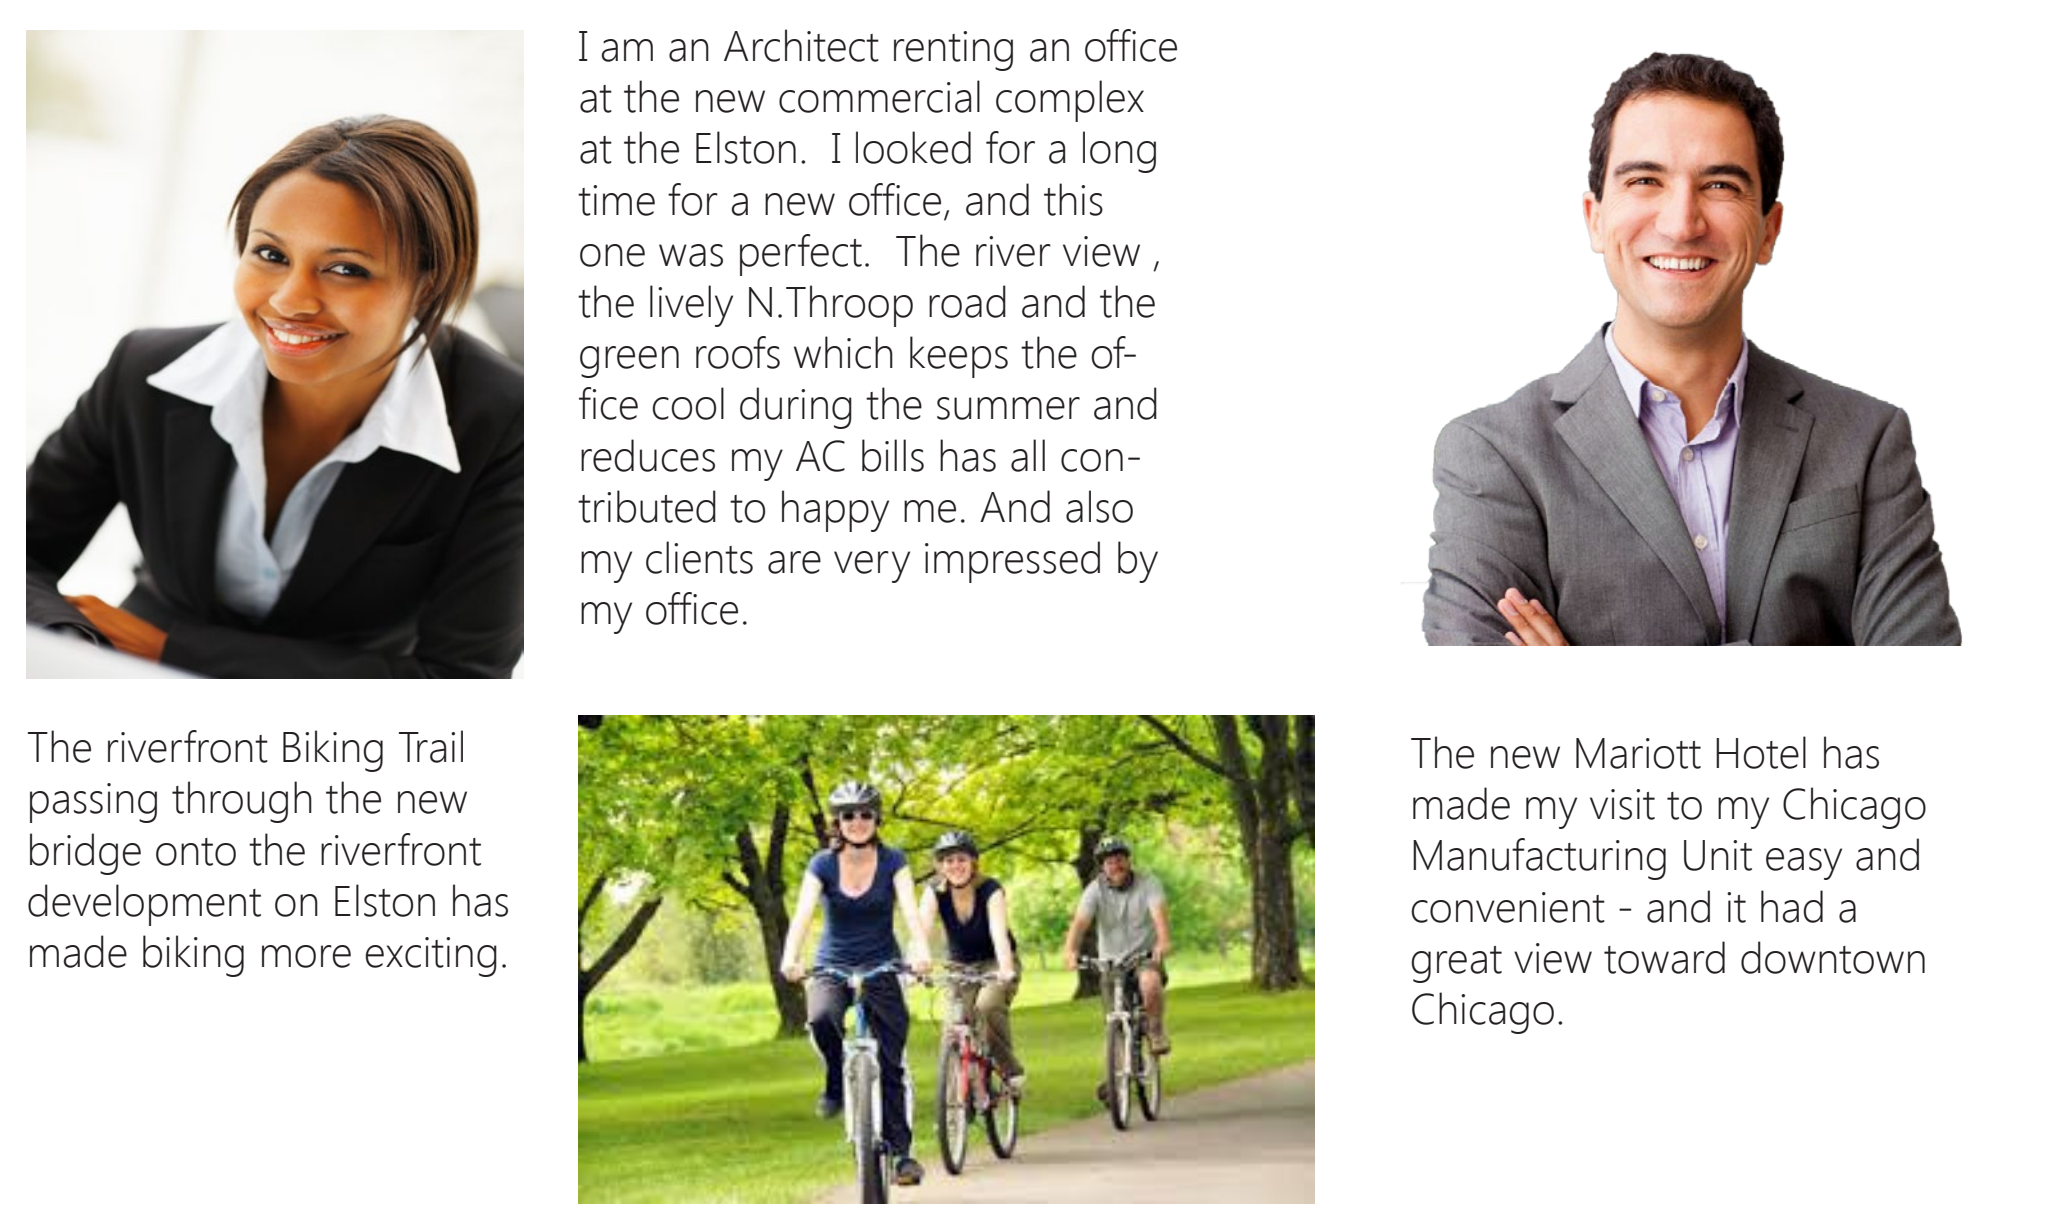 I am an Architect renting an office
at the new commercial complex
at the Elston.  I looked for a long
time for a new office, and this
one was perfect.  The river view ,
the lively N.Throop road and the
green roofs which keeps the of-
fice cool during the summer and
reduces my AC bills has all con-
tributed to happy me. And also
my clients are very impressed by
my office.
The riverfront Biking Trail
passing through the new
bridge onto the riverfront
development on Elston has
made biking more exciting.
The new Mariott Hotel has
made my visit to my Chicago
Manufacturing Unit easy and
convenient - and it had a
great view toward downtown
Chicago.